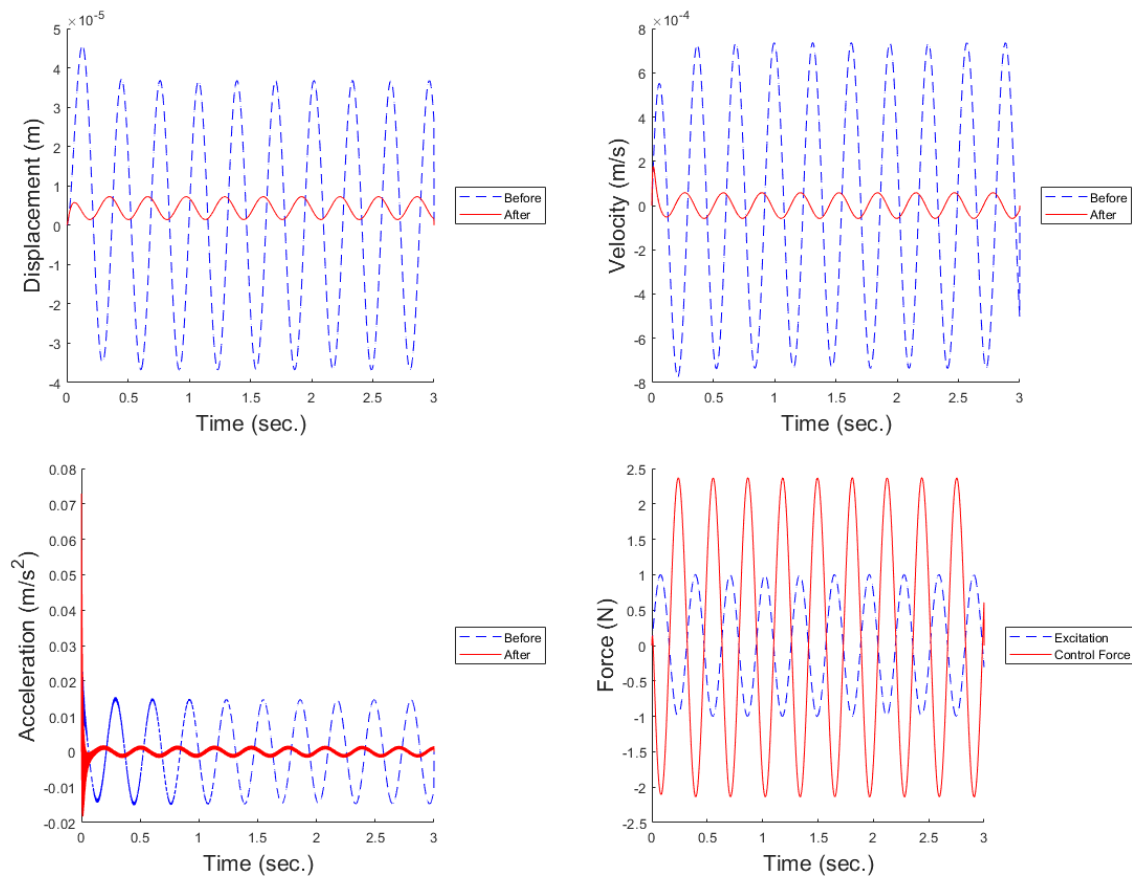 ×10⁻⁵
5
4
3
2
1
0
-1
-2
-3
-4
Displacement (m)
0 0.5 1 1.5 2 2.5 3
Time (sec.)
Before
After
×10⁻⁴
8
6
4
2
0
-2
-4
-6
-8
Velocity (m/s)
0 0.5 1 1.5 2 2.5 3
Time (sec.)
Before
After
0.08
0.07
0.06
0.05
0.04
0.03
0.02
0.01
0
-0.01
-0.02
Acceleration (m/s²)
0 0.5 1 1.5 2 2.5 3
Time (sec.)
Before
After
2.5
2
1.5
1
0.5
0
-0.5
-1
-1.5
-2
-2.5
Force (N)
0 0.5 1 1.5 2 2.5 3
Time (sec.)
Excitation
Control Force